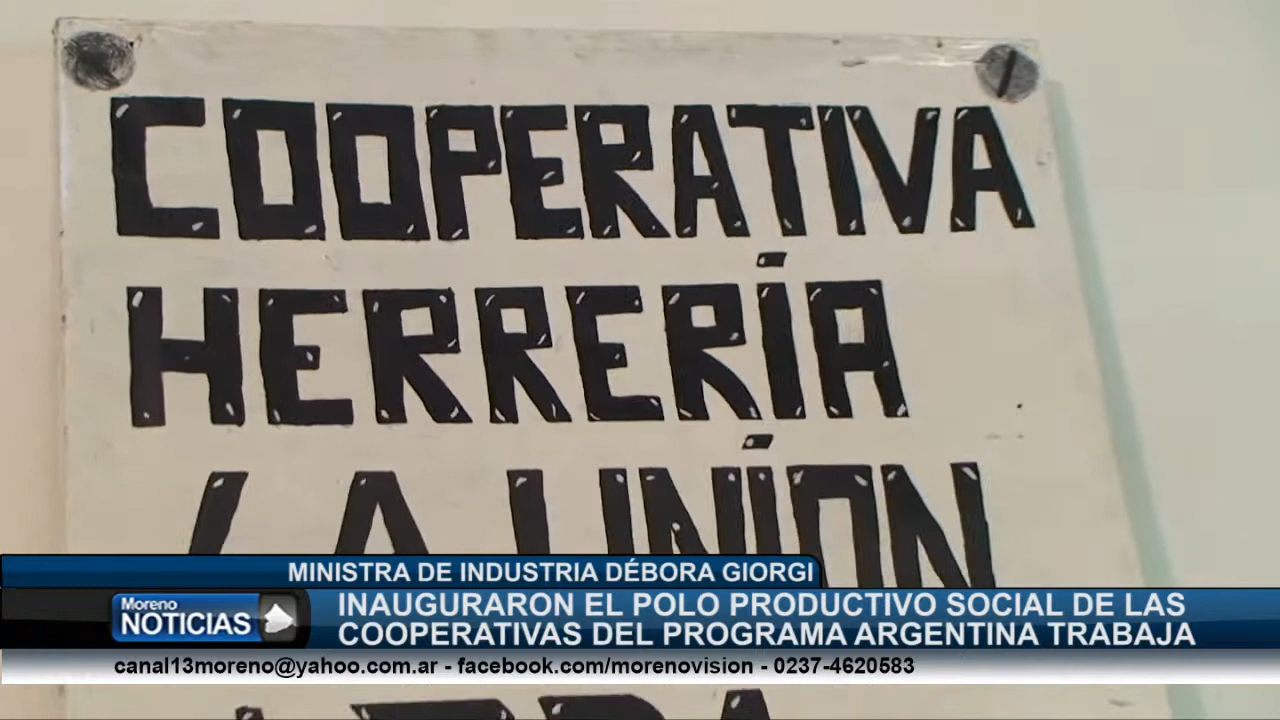 COOPERATIVA
HERRERÍA
LA UNÍON
MINISTRA DE INDUSTRIA DÉBORA GIORGI
Moreno
NOTICIAS
INAUGURARON EL POLO PRODUCTIVO SOCIAL DE LAS
COOPERATIVAS DEL PROGRAMA ARGENTINA TRABAJA
canal13moreno@yahoo.com.ar - facebook.com/morenovision - 0237-4620583